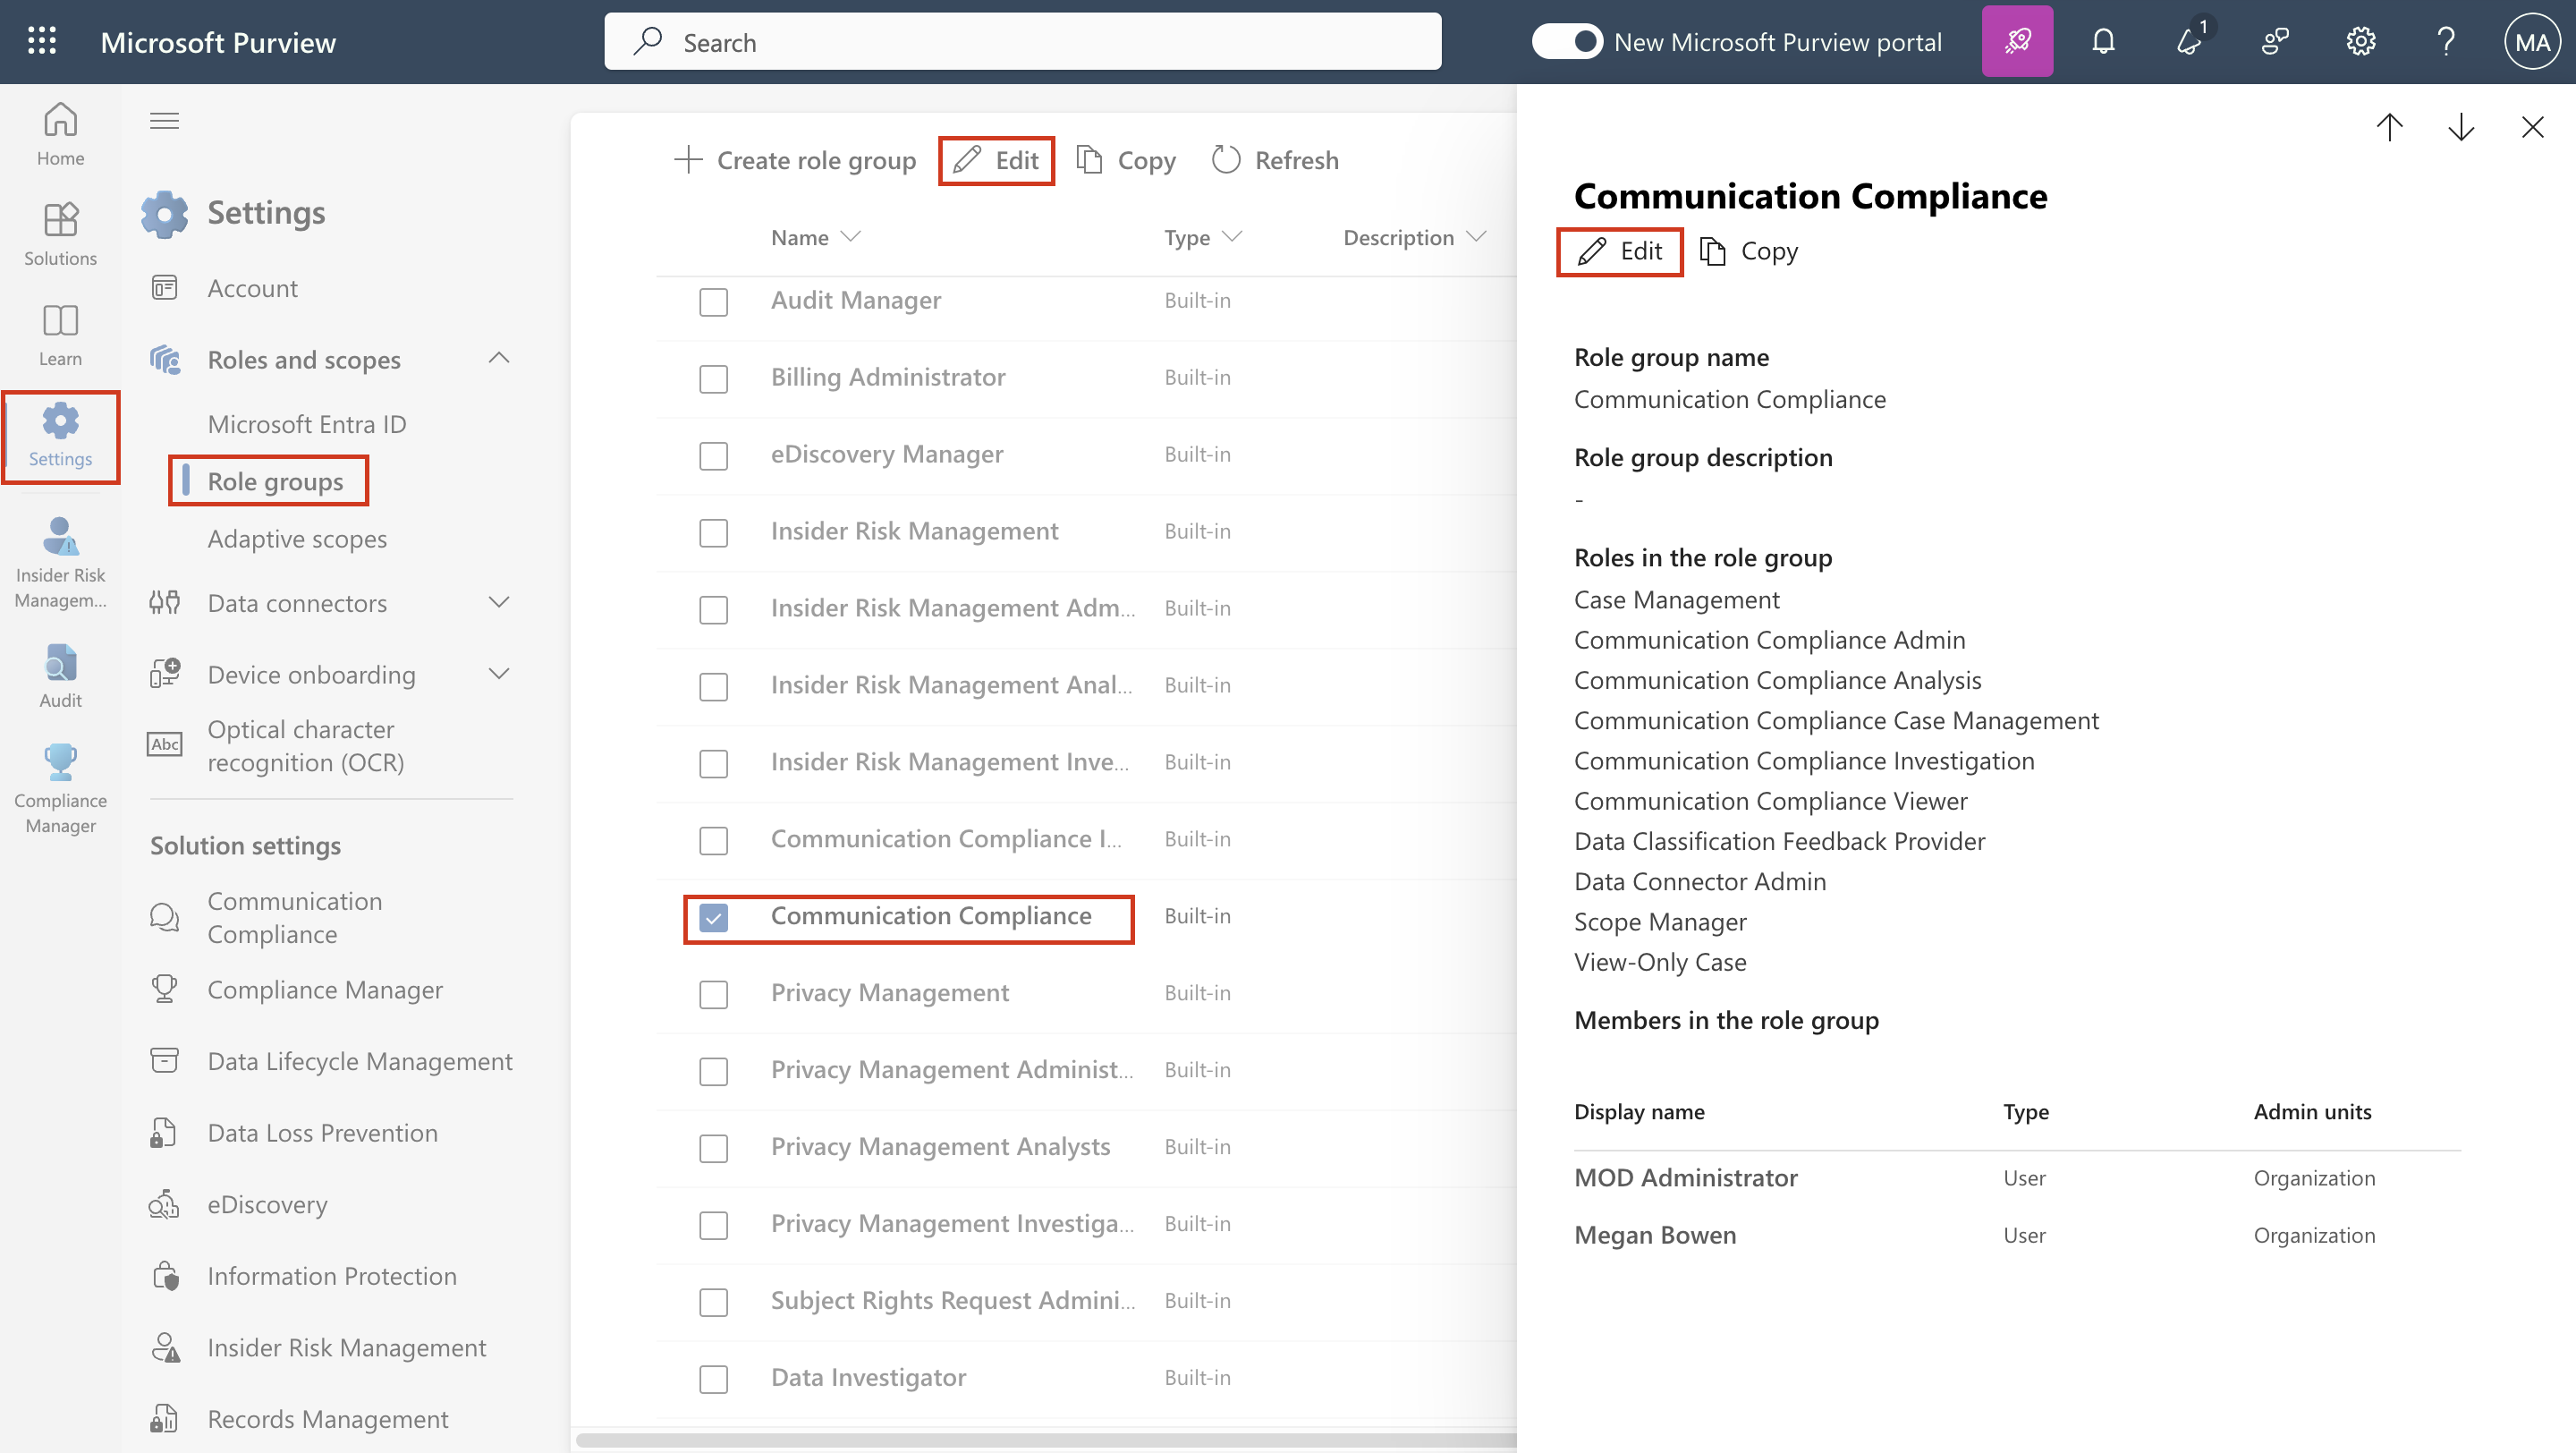 Microsoft Purview
Search
New Microsoft Purview portal
1
MA
Home
Solutions
Learn
Settings
Insider Risk
Managem...
Audit
Compliance
Manager
Settings
Account
Roles and scopes
Microsoft Entra ID
Role groups
Adaptive scopes
Data connectors
Device onboarding
Abc
Optical character
recognition (OCR)
Solution settings
Communication
Compliance
Compliance Manager
Data Lifecycle Management
Data Loss Prevention
eDiscovery
Information Protection
Insider Risk Management
Records Management
Create role group
Edit
Copy
Refresh
Name
Type
Description
Audit Manager Built-in
Billing Administrator Built-in
eDiscovery Manager Built-in
Insider Risk Management Built-in
Insider Risk Management Adm... Built-in
Insider Risk Management Anal... Built-in
Insider Risk Management Inve... Built-in
Communication Compliance I... Built-in
Communication Compliance Built-in
Privacy Management Built-in
Privacy Management Administ... Built-in
Privacy Management Analysts Built-in
Privacy Management Investiga... Built-in
Subject Rights Request Admini... Built-in
Data Investigator Built-in
Communication Compliance
Edit
Copy
Role group name
Communication Compliance
Role group description
-
Roles in the role group
Case Management
Communication Compliance Admin
Communication Compliance Analysis
Communication Compliance Case Management
Communication Compliance Investigation
Communication Compliance Viewer
Data Classification Feedback Provider
Data Connector Admin
Scope Manager
View-Only Case
Members in the role group
Display name Type Admin units
MOD Administrator User Organization
Megan Bowen User Organization